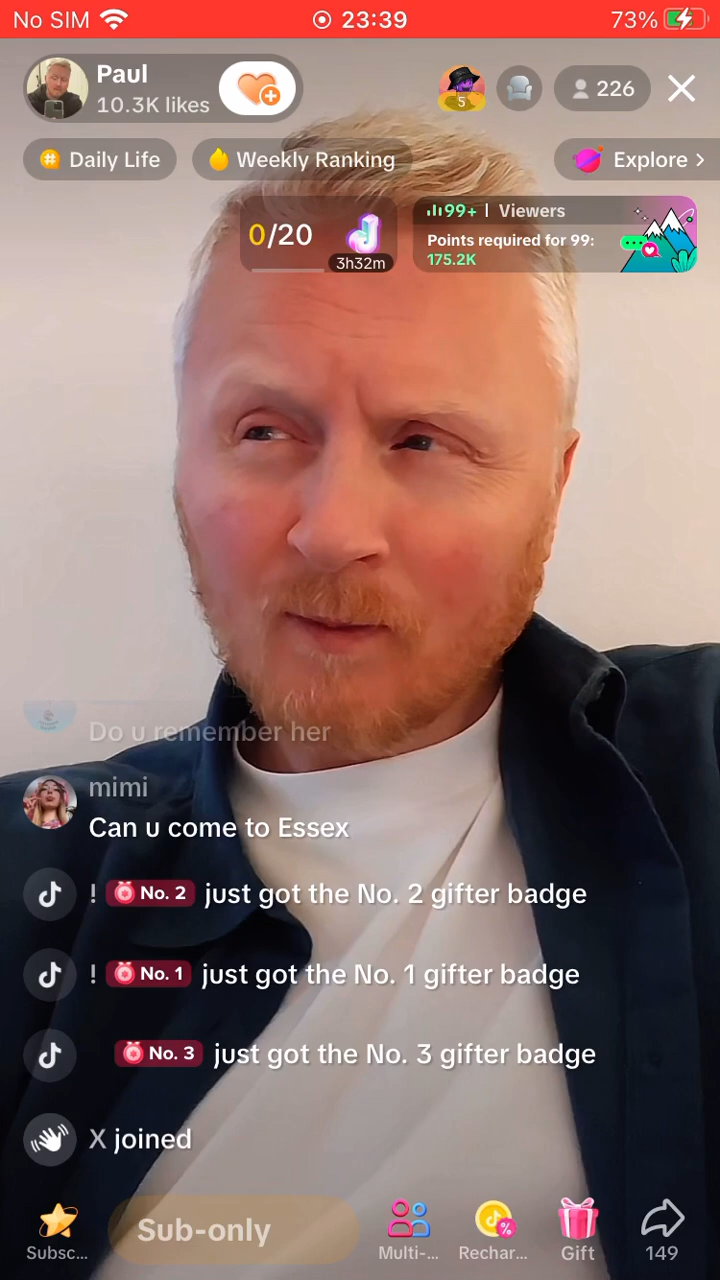 No SIM 23:39 73%
Paul
10.3K likes
5
226
Daily Life
Weekly Ranking
Explore
0/20
3h32m
99+ | Viewers
Points required for 99:
175.2K
Do u remember her
mimi
Can u come to Essex
! No. 2 just got the No. 2 gifter badge
! No. 1 just got the No. 1 gifter badge
No. 3 just got the No. 3 gifter badge
X joined
Sub-only
Subsc...
Multi-...
Rechar...
Gift
149